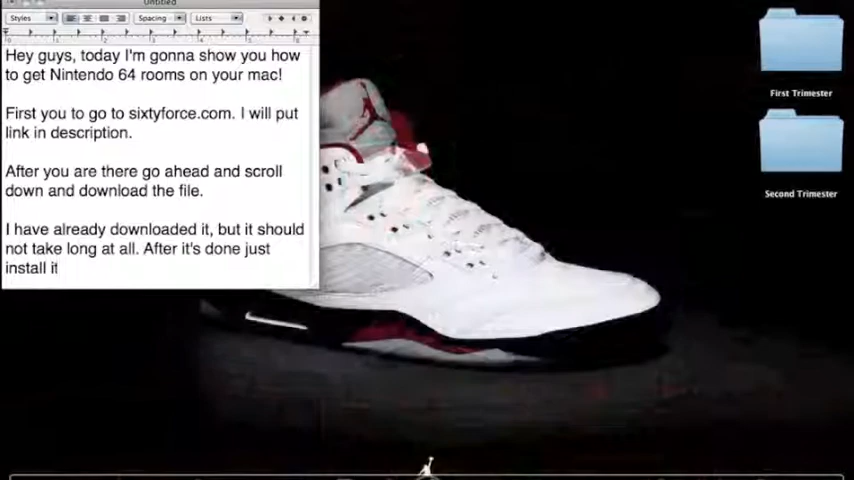 Untitled
Styles
Spacing
Lists
Hey guys, today I'm gonna show you how
to get Nintendo 64 rooms on your mac!
First you to go to sixtyforce.com. I will put
link in description.
After you are there go ahead and scroll
down and download the file.
I have already downloaded it, but it should
not take long at all. After it's done just
install it
First Trimester
Second Trimester